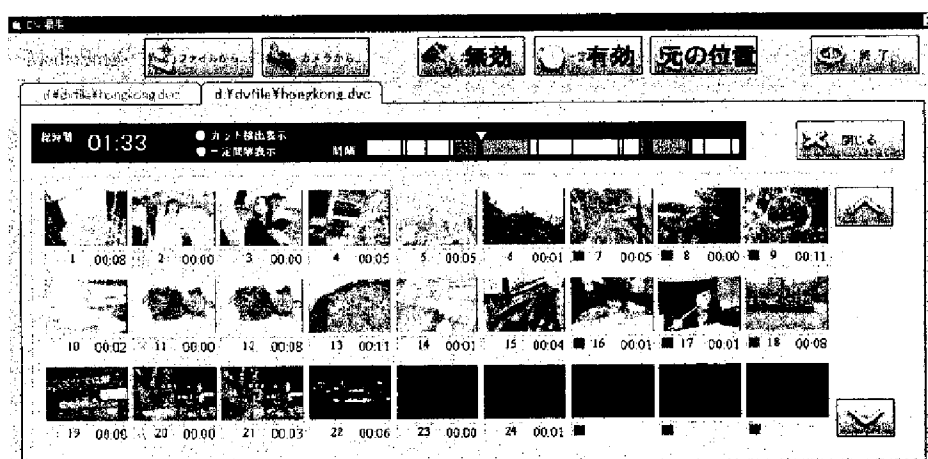 ファイルから カメラから 無効 有効 元の位置 終了
d:¥dvfile¥hongkong.dvc d:¥dvfile¥hongkong.dvc
総時間 01:33 カット検出表示 閉じる
一定間隔表示 間隔
1 00:08 2 00:00 3 00:00 4 00:05 5 00:05 6 00:01 7 00:05 8 00:00 9 00:11
10 00:02 11 00:00 12 00:08 13 00:11 14 00:01 15 00:04 16 00:01 17 00:01 18 00:08
19 00:00 20 00:00 21 00:03 22 00:06 23 00:00 24 00:01